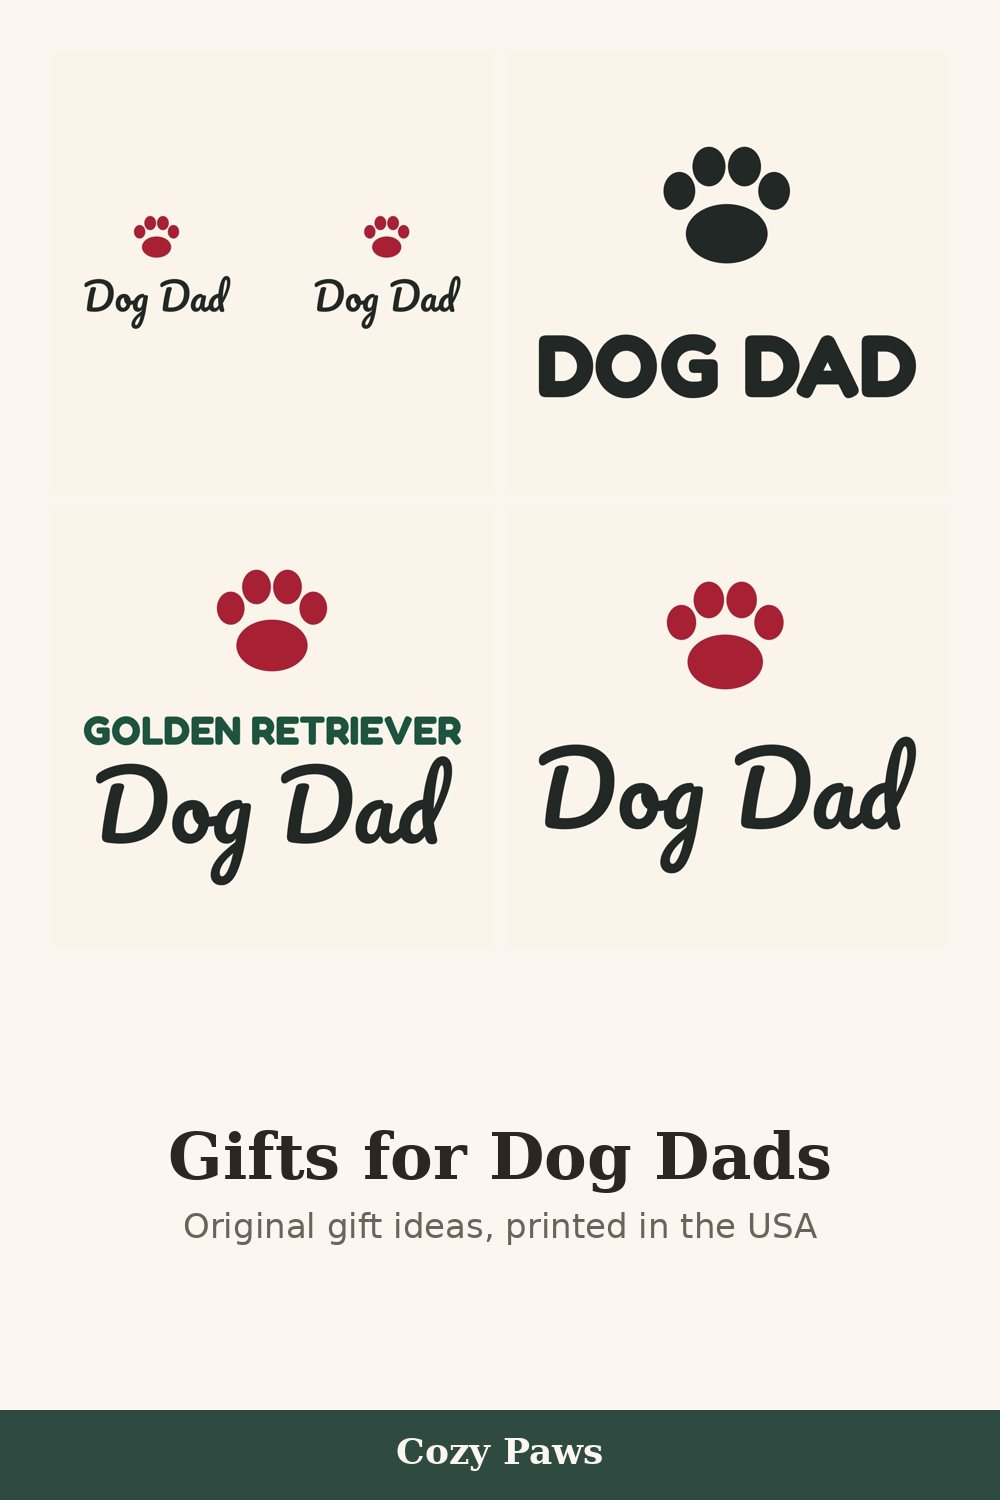 Dog Dad
Dog Dad
DOG DAD
GOLDEN RETRIEVER
Dog Dad
Dog Dad
Gifts for Dog Dads
Original gift ideas, printed in the USA
Cozy Paws